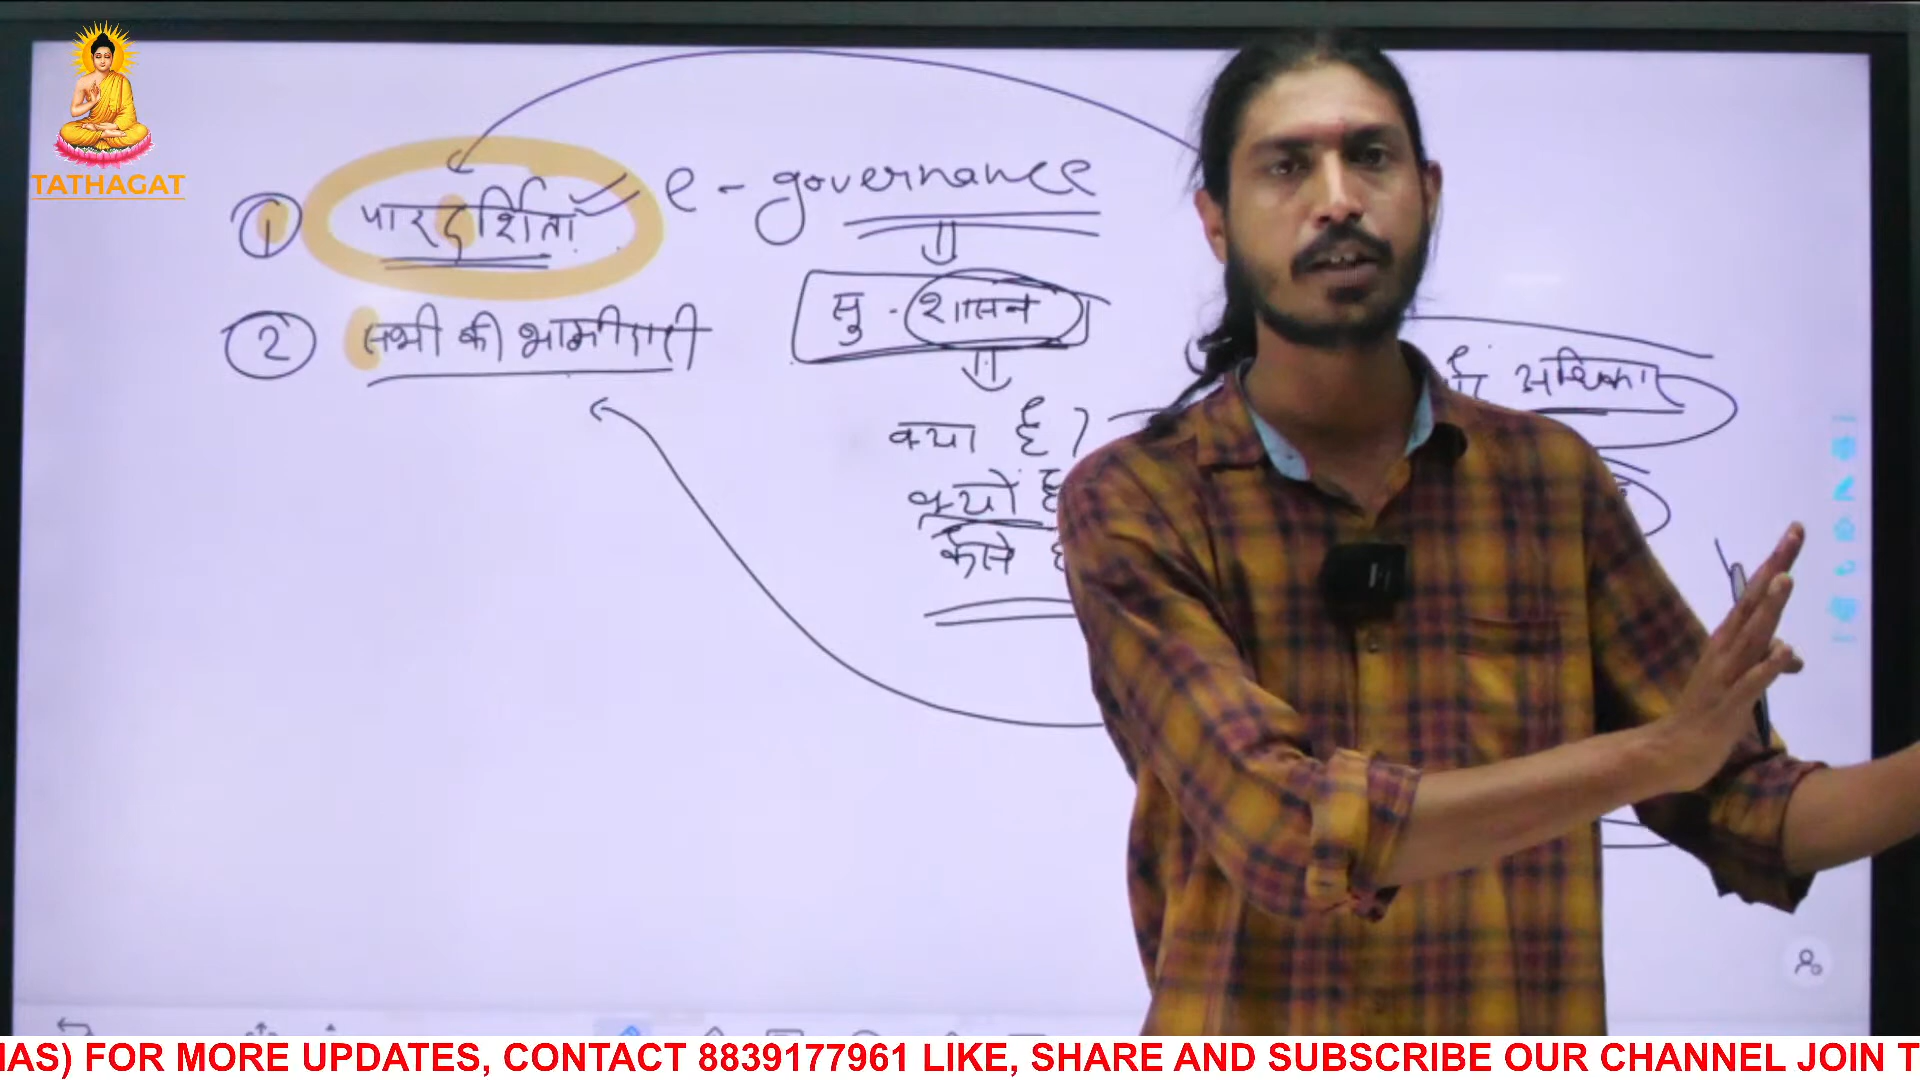 TATHAGAT
① पारदर्शिता e - governance
सु - शासन
② सभी की भागीदारी
अधिकार
क्या है ?
क्यों है
कैसे
IAS) FOR MORE UPDATES, CONTACT 8839177961 LIKE, SHARE AND SUBSCRIBE OUR CHANNEL JOIN T